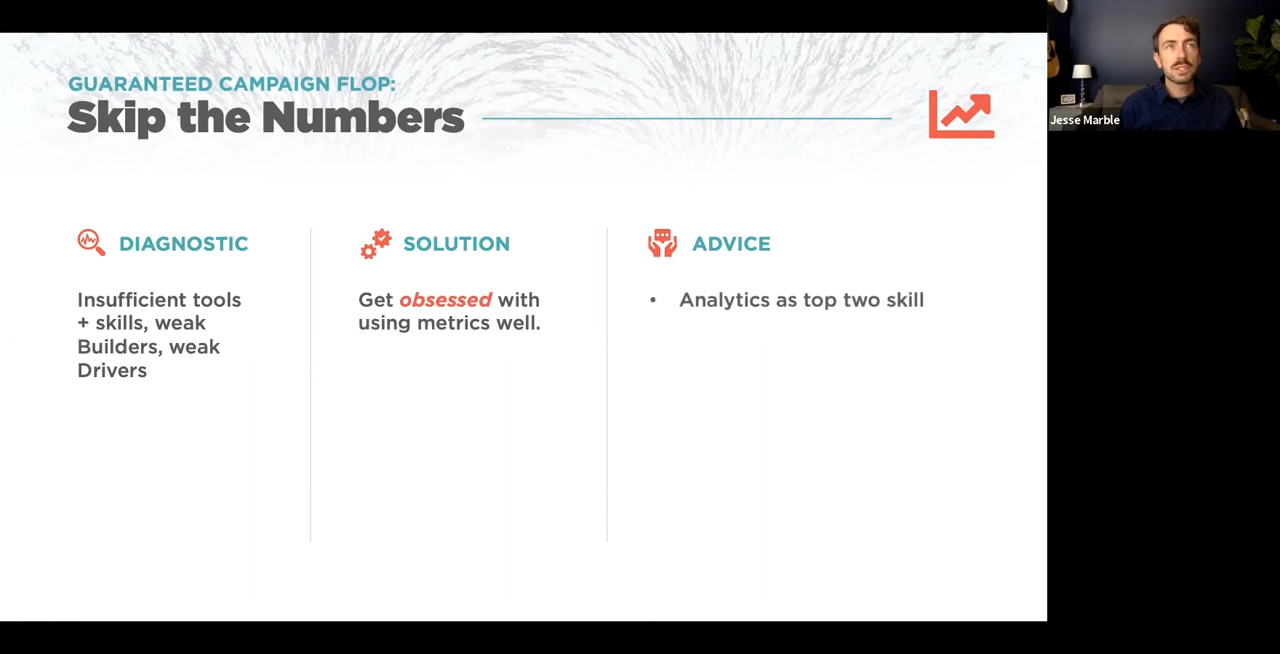 GUARANTEED CAMPAIGN FLOP:
Skip the Numbers
DIAGNOSTIC
Insufficient tools
+ skills, weak
Builders, weak
Drivers
SOLUTION
Get obsessed with
using metrics well.
ADVICE
• Analytics as top two skill
Jesse Marble